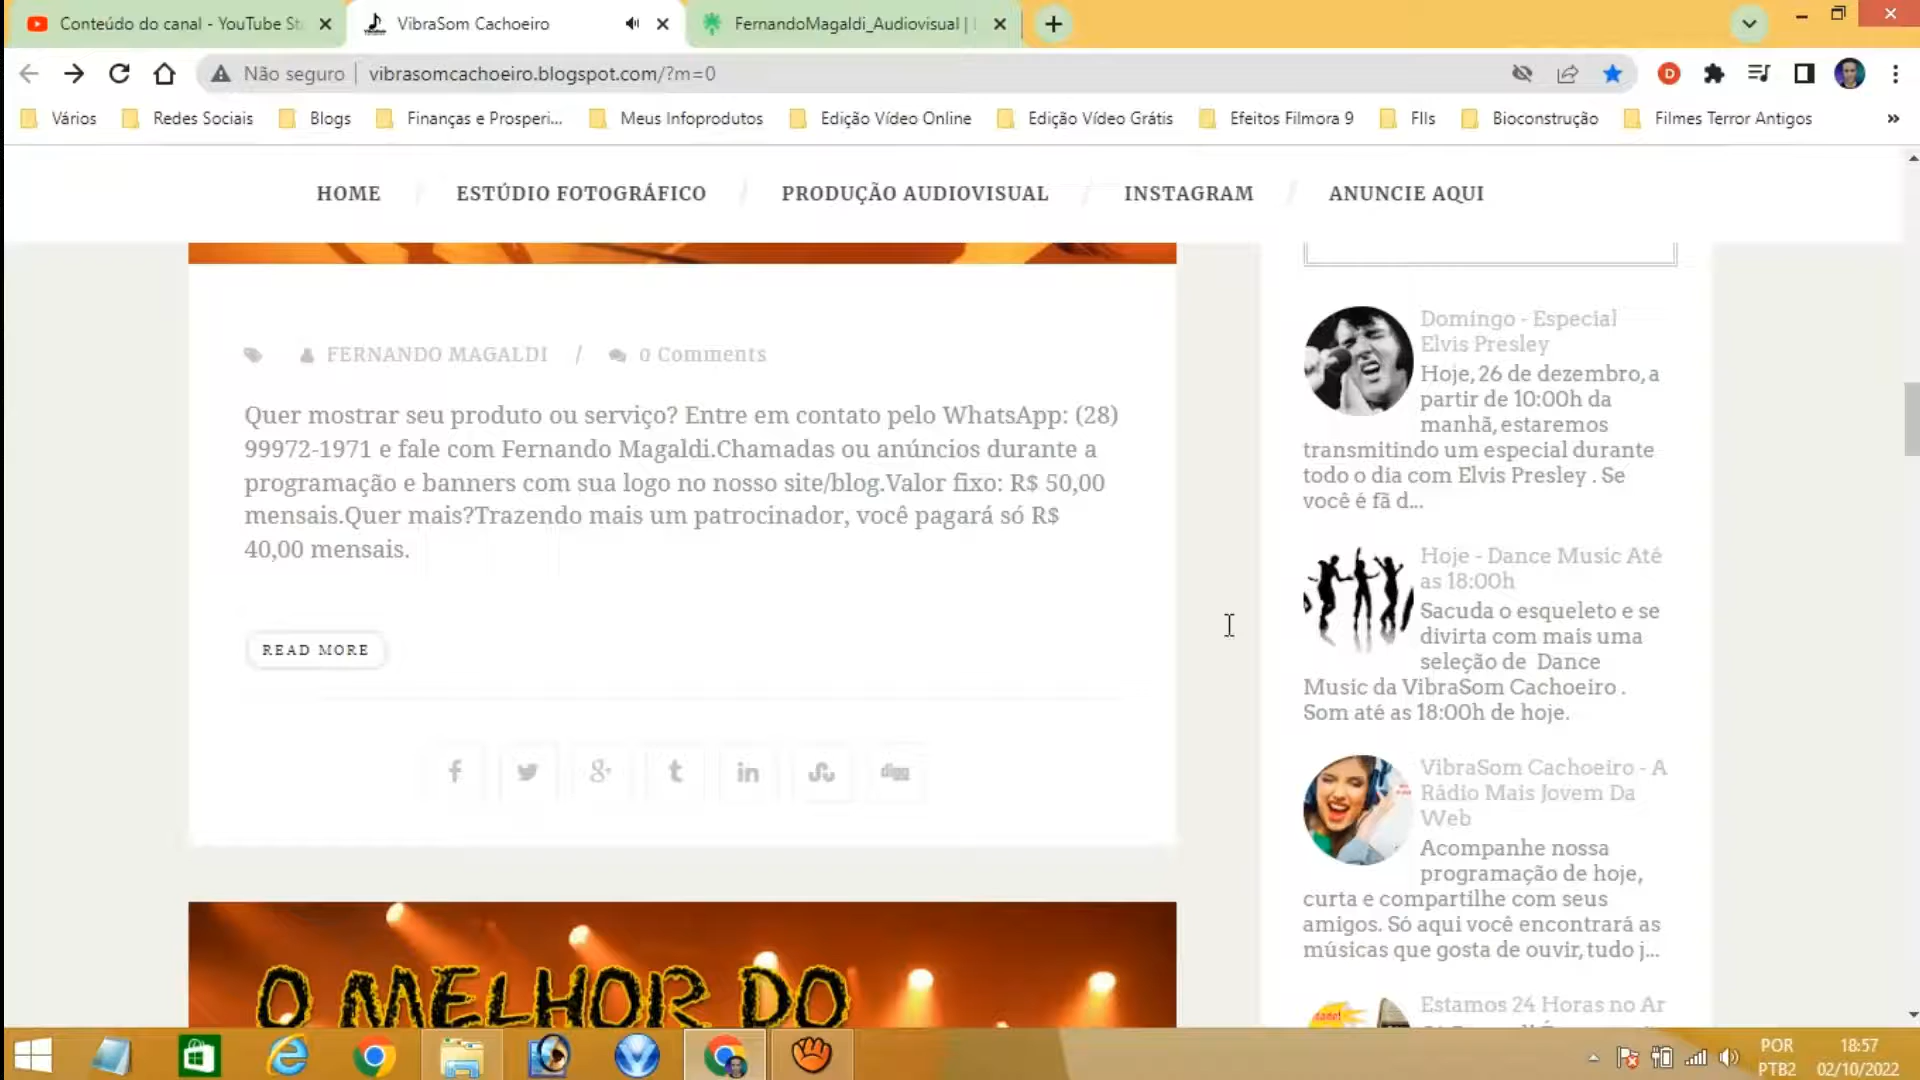 Conteúdo do canal - YouTube St
VibraSom Cachoeiro
FernandoMagaldi_Audiovisual |
Não seguro
vibrasomcachoeiro.blogspot.com/?m=0
D
Vários
Redes Sociais
Blogs
Finanças e Prosperi...
Meus Infoprodutos
Edição Vídeo Online
Edição Vídeo Grátis
Efeitos Filmora 9
FIIs
Bioconstrução
Filmes Terror Antigos
»
HOME / ESTÚDIO FOTOGRÁFICO / PRODUÇÃO AUDIOVISUAL / INSTAGRAM / ANUNCIE AQUI
FERNANDO MAGALDI / 0 Comments
Quer mostrar seu produto ou serviço? Entre em contato pelo WhatsApp: (28)
99972-1971 e fale com Fernando Magaldi.Chamadas ou anúncios durante a
programação e banners com sua logo no nosso site/blog.Valor fixo: R$ 50,00
mensais.Quer mais?Trazendo mais um patrocinador, você pagará só R$
40,00 mensais.
READ MORE
digg
O MELHOR DO
Domingo - Especial
Elvis Presley
Hoje, 26 de dezembro, a
partir de 10:00h da
manhã, estaremos
transmitindo um especial durante
todo o dia com Elvis Presley . Se
você é fã d...
Hoje - Dance Music Até
as 18:00h
Sacuda o esqueleto e se
divirta com mais uma
seleção de Dance
Music da VibraSom Cachoeiro .
Som até as 18:00h de hoje.
VibraSom Cachoeiro - A
Rádio Mais Jovem Da
Web
Acompanhe nossa
programação de hoje,
curta e compartilhe com seus
amigos. Só aqui você encontrará as
músicas que gosta de ouvir, tudo j...
Estamos 24 Horas no Ar
POR
PTB2
18:57
02/10/2022